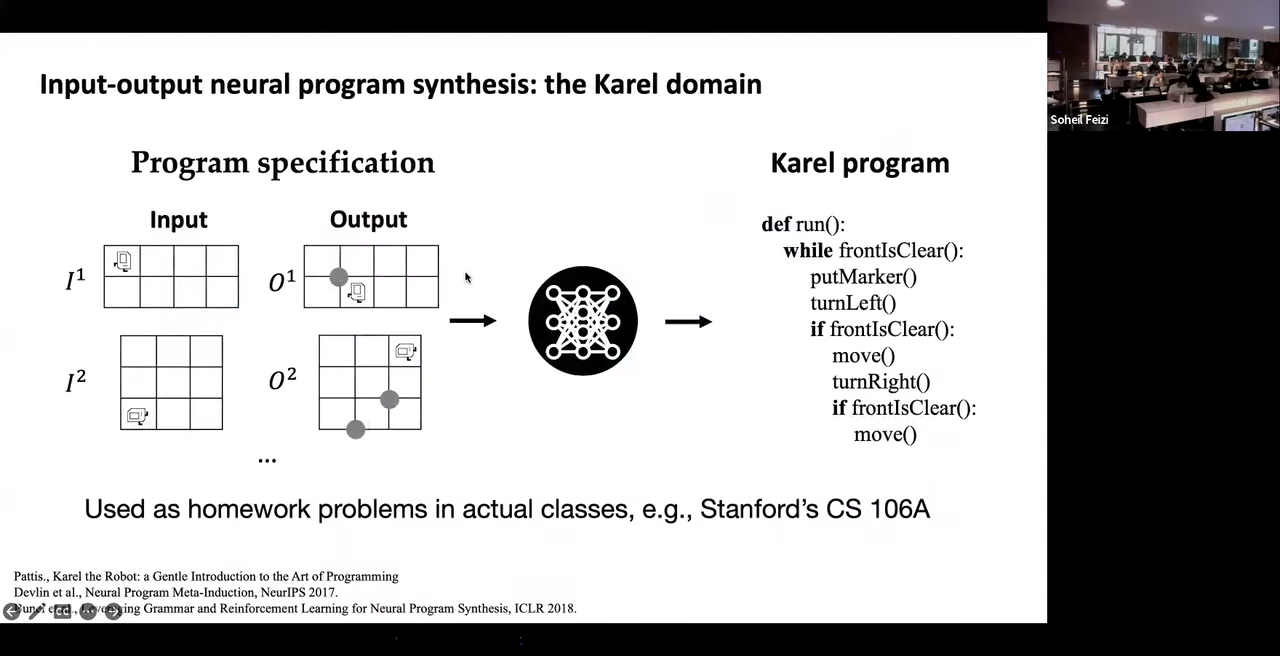 Input-output neural program synthesis: the Karel domain
Soheil Feizi
Program specification
Karel program
Input
Output
I¹
O¹
I²
O²
...
def run():
while frontIsClear():
putMarker()
turnLeft()
if frontIsClear():
move()
turnRight()
if frontIsClear():
move()
Used as homework problems in actual classes, e.g., Stanford's CS 106A
Pattis., Karel the Robot: a Gentle Introduction to the Art of Programming
Devlin et al., Neural Program Meta-Induction, NeurIPS 2017.
Grammar and Reinforcement Learning for Neural Program Synthesis, ICLR 2018.
CC